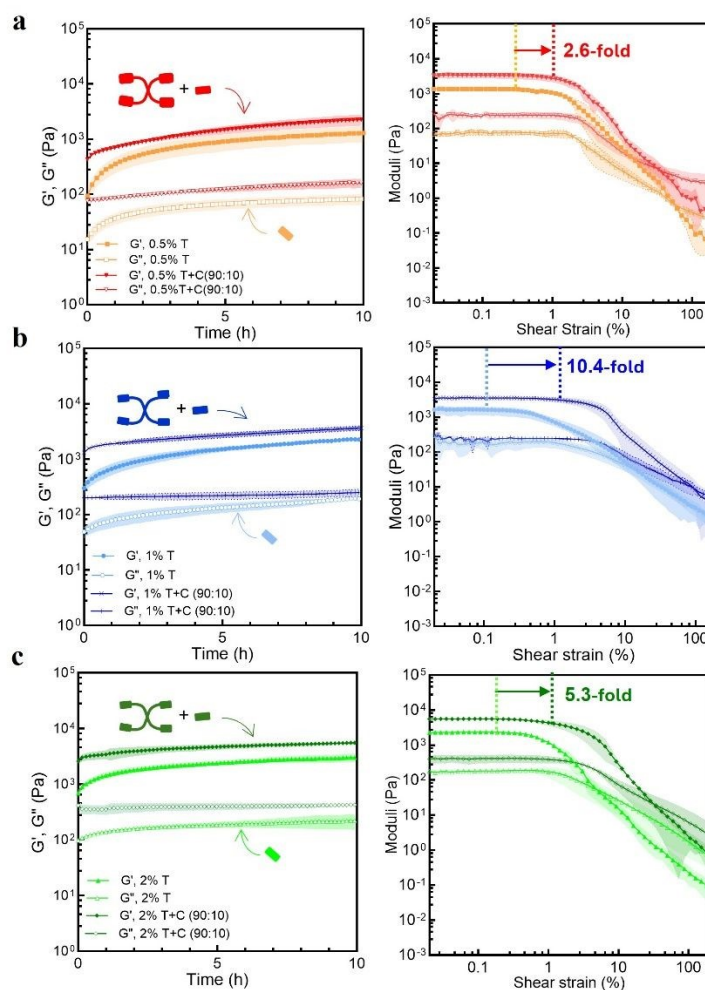 a
G', G" (Pa)
10⁵
10⁴
10³
10²
10¹
10⁰
+
G', 0.5% T
G", 0.5% T
G', 0.5% T+C(90:10)
G", 0.5%T+C(90:10)
0 5 10
Time (h)
Moduli (Pa)
10⁵
10⁴
10³
10²
10¹
10⁰
10⁻¹
10⁻²
10⁻³
2.6-fold
0.1 1 10 100
Shear Strain (%)
b
G', G" (Pa)
10⁵
10⁴
10³
10²
10¹
10⁰
+
G', 1% T
G", 1% T
G', 1% T+C (90:10)
G", 1% T+C (90:10)
0 5 10
Time (h)
Moduli (Pa)
10⁵
10⁴
10³
10²
10¹
10⁰
10⁻¹
10⁻²
10⁻³
10.4-fold
0.1 1 10 100
Shear strain (%)
c
G', G" (Pa)
10⁵
10⁴
10³
10²
10¹
10⁰
+
G', 2% T
G", 2% T
G', 2% T+C (90:10)
G", 2% T+C (90:10)
0 5 10
Time (h)
Moduli (Pa)
10⁵
10⁴
10³
10²
10¹
10⁰
10⁻¹
10⁻²
10⁻³
5.3-fold
0.1 1 10 100
Shear strain (%)